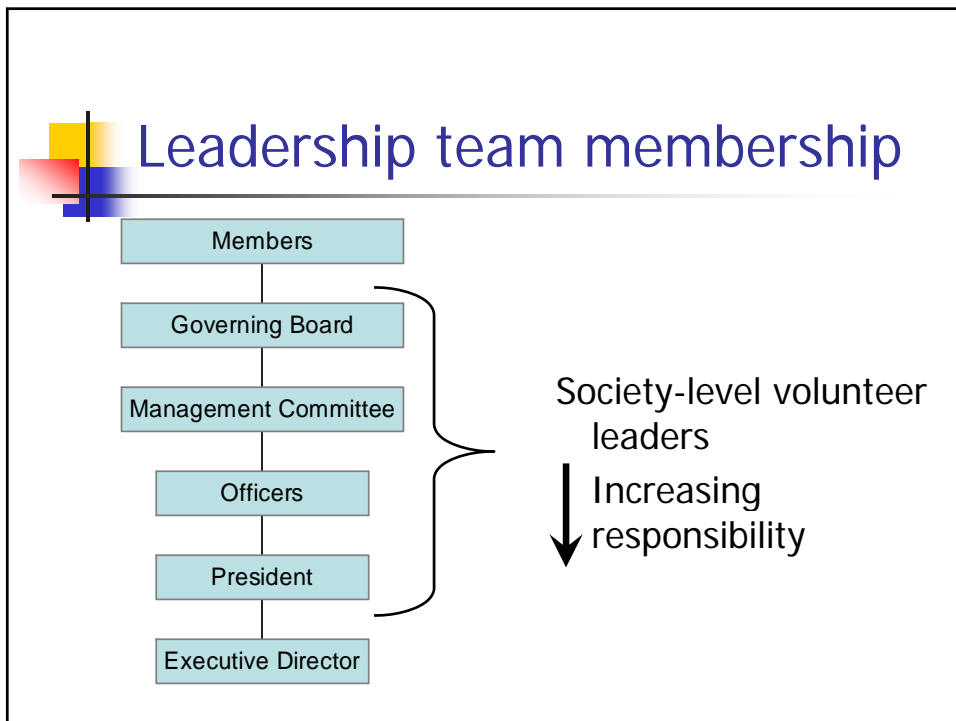 Leadership team membership
Members
Governing Board
Management Committee
Officers
President
Executive Director
Society-level volunteer
leaders
Increasing
responsibility